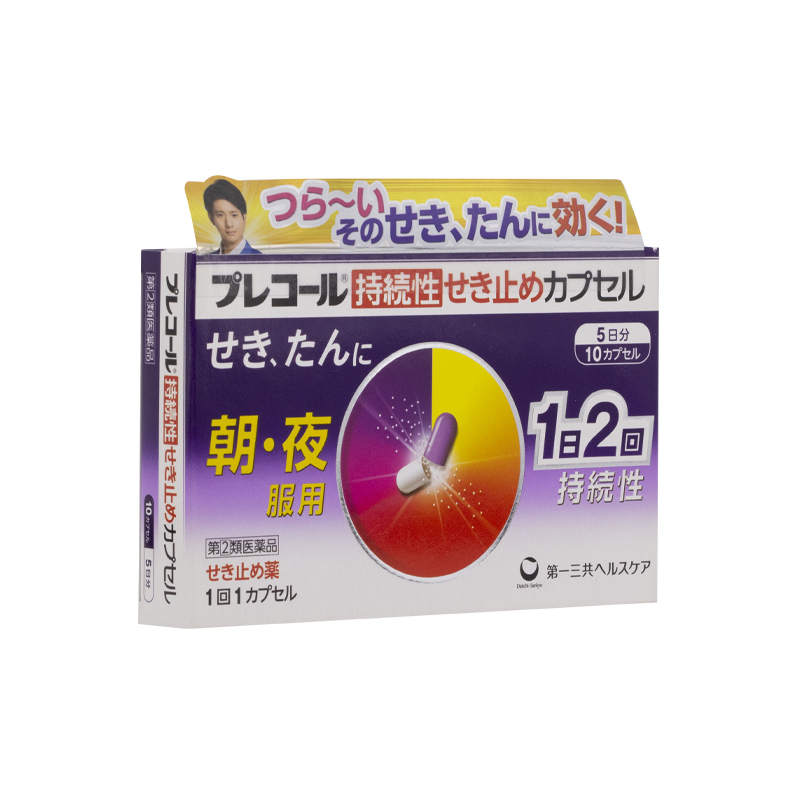 つら～い
そのせき、たんに効く!
プレコール® 持続性せき止めカプセル
せき、たんに
5日分
10カプセル
朝・夜
服用
1日2回
持続性
指②類医薬品
せき止め薬
1回1カプセル
Daiichi-Sankyo
第一三共ヘルスケア
指②類医薬品
プレコール® 持続性せき止めカプセル
10カプセル
5日分